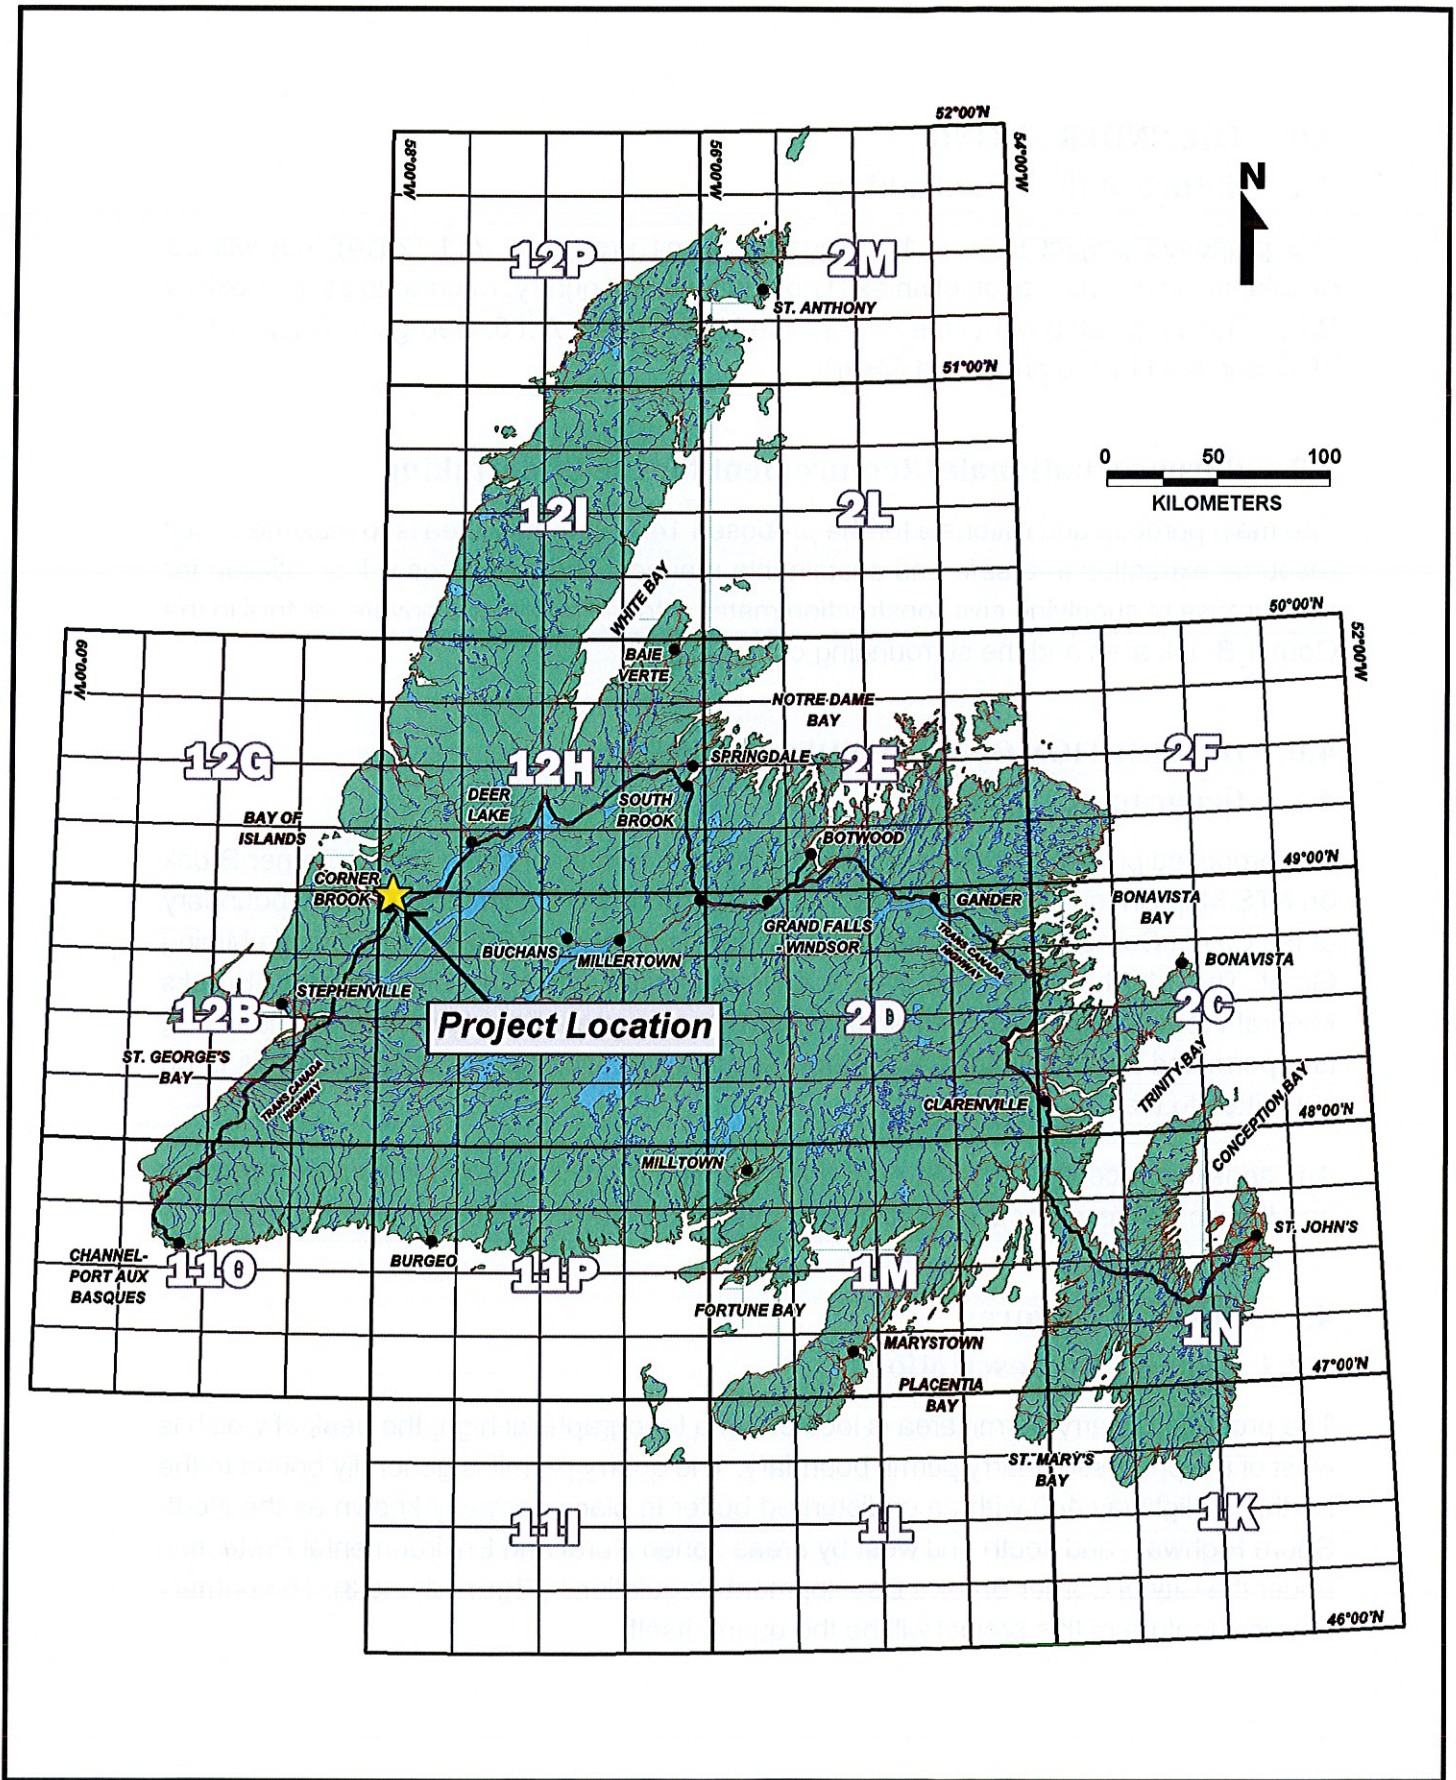 52°00'N
58°00'W
56°00'W
54°00'W
N
12P
2M
ST. ANTHONY
51°00'N
0 50 100
KILOMETERS
12I
2L
WHITE BAY
50°00'N
60°00'W
52°00'W
BAIE
VERTE
NOTRE DAME
BAY
12G
12H
SPRINGDALE
2E
2F
DEER
LAKE
SOUTH
BROOK
BAY OF
ISLANDS
BOTWOOD
49°00'N
CORNER
BROOK
GANDER
BONAVISTA
BAY
GRAND FALLS
- WINDSOR
TRANS CANADA
HIGHWAY
BUCHANS
MILLERTOWN
BONAVISTA
STEPHENVILLE
12B
2D
2C
Project Location
ST. GEORGE'S
BAY
TRANS CANADA
HIGHWAY
TRINITY BAY
CLARENVILLE
CONCEPTION BAY
48°00'N
MILLTOWN
ST. JOHN'S
CHANNEL-
PORT AUX
BASQUES
11O
BURGEO
11P
1M
FORTUNE BAY
1N
MARYSTOWN
47°00'N
PLACENTIA
BAY
ST. MARY'S
BAY
11I
1L
1K
46°00'N